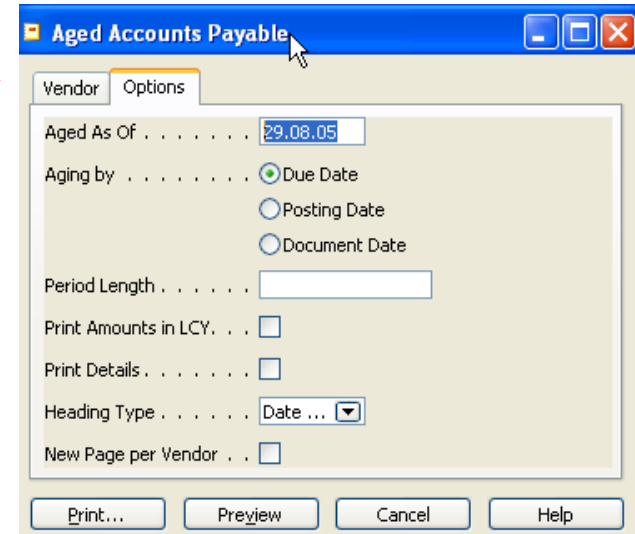 Aged Accounts Payable
Vendor Options
Aged As Of . . . . . . . 29.08.05
Aging by . . . . . . . . Due Date
Posting Date
Document Date
Period Length . . . . . .
Print Amounts in LCY. . .
Print Details. . . . . . .
Heading Type . . . . . . Date ...
New Page per Vendor . .
Print... Preview Cancel Help